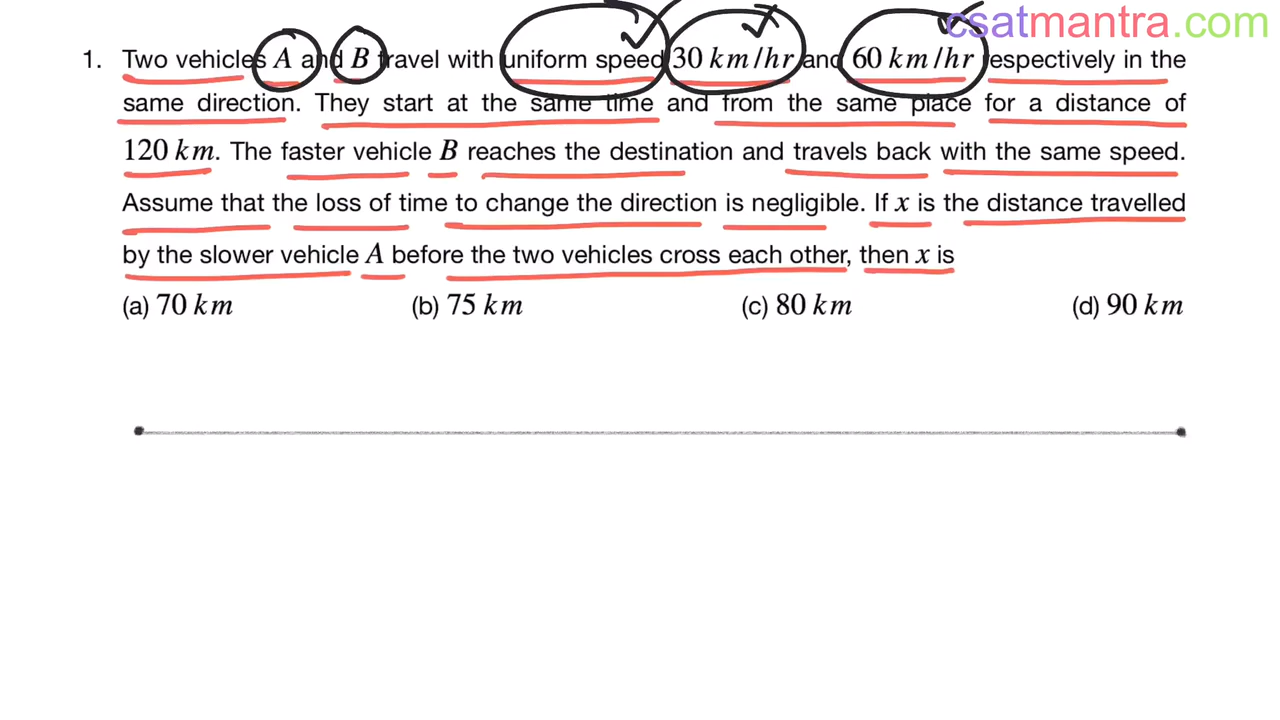 csatmantra.com
1. Two vehicles A and B travel with uniform speed 30 km/hr and 60 km/hr respectively in the
same direction. They start at the same time and from the same place for a distance of
120 km. The faster vehicle B reaches the destination and travels back with the same speed.
Assume that the loss of time to change the direction is negligible. If x is the distance travelled
by the slower vehicle A before the two vehicles cross each other, then x is
(a) 70 km (b) 75 km (c) 80 km (d) 90 km